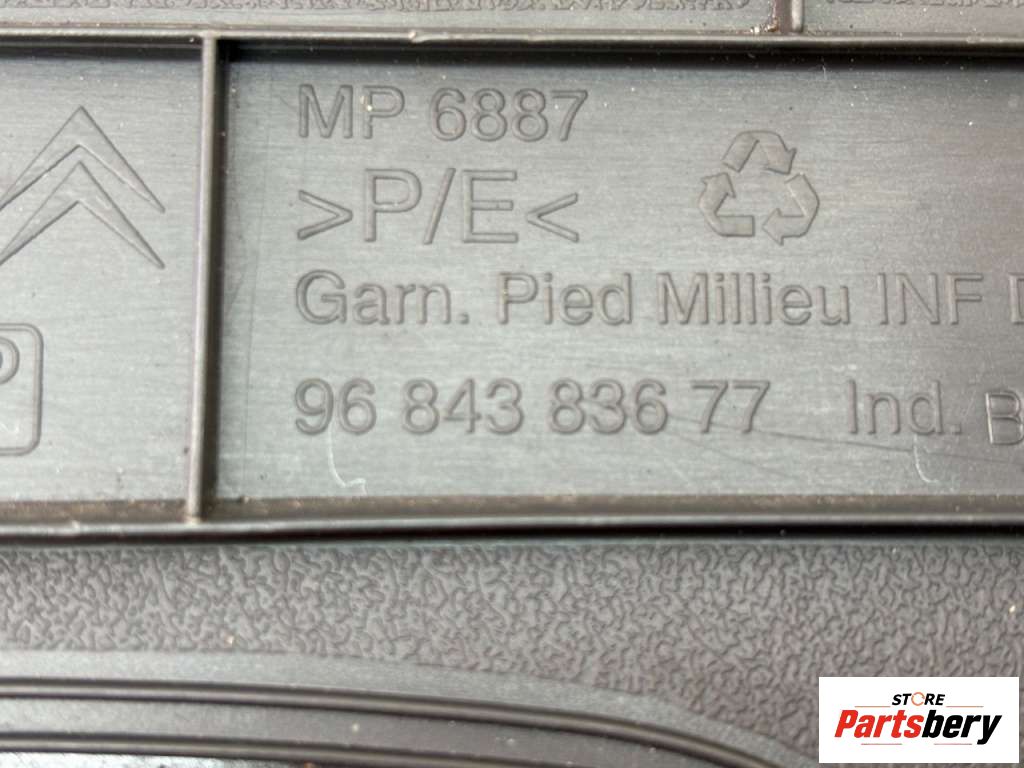 MP 6887
>P/E<
Garn. Pied Millieu INF D
P
96 843 836 77 Ind. B
STORE
Partsbery